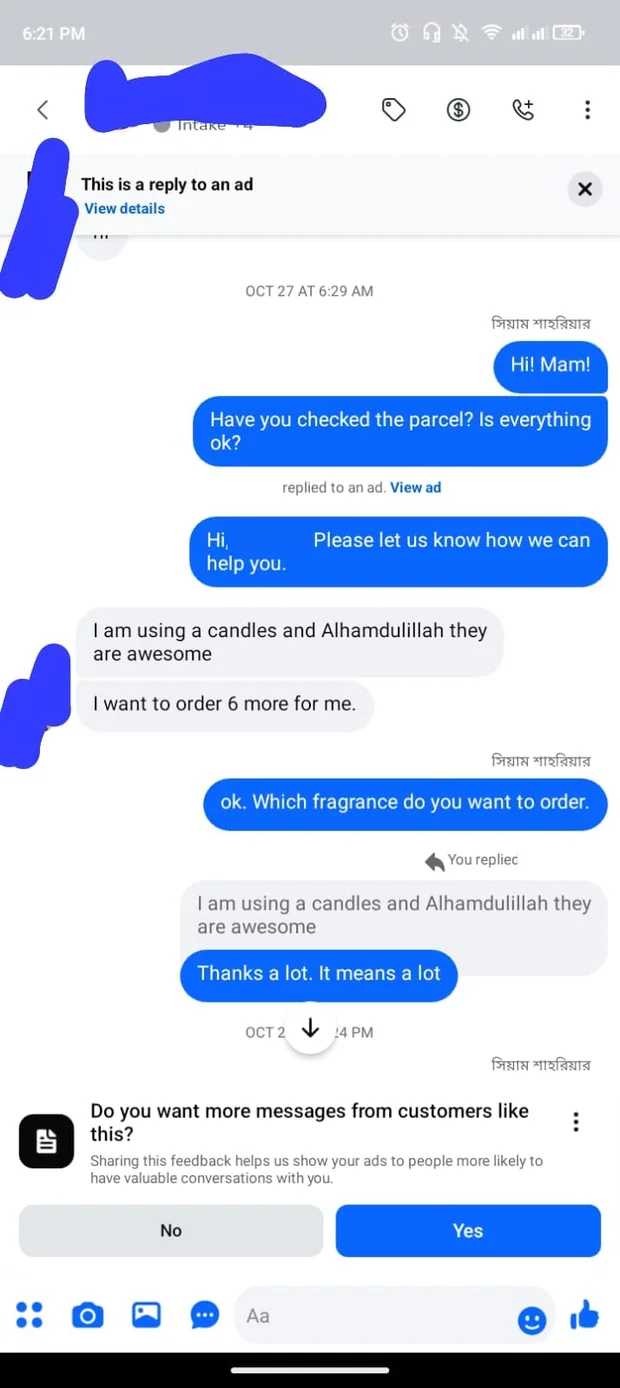 6:21 PM
32
Intake +4
This is a reply to an ad
View details
OCT 27 AT 6:29 AM
সিয়াম শাহরিয়ার
Hi! Mam!
Have you checked the parcel? Is everything
ok?
replied to an ad. View ad
Hi, Please let us know how we can
help you.
I am using a candles and Alhamdulillah they
are awesome
I want to order 6 more for me.
সিয়াম শাহরিয়ার
ok. Which fragrance do you want to order.
You replied
I am using a candles and Alhamdulillah they
are awesome
Thanks a lot. It means a lot
OCT 2 24 PM
সিয়াম শাহরিয়ার
Do you want more messages from customers like
this?
Sharing this feedback helps us show your ads to people more likely to
have valuable conversations with you.
No
Yes
Aa